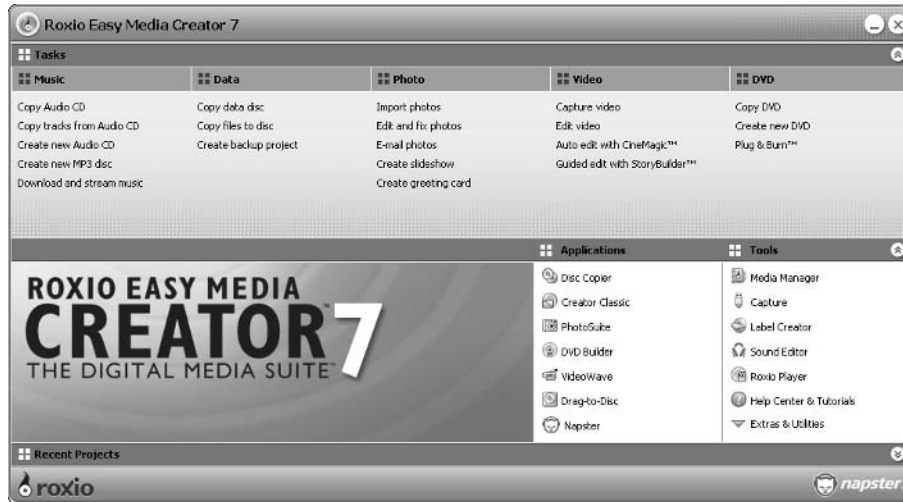 Roxio Easy Media Creator 7
Tasks
Music
Copy Audio CD
Copy tracks from Audio CD
Create new Audio CD
Create new MP3 disc
Download and stream music
Data
Copy data disc
Copy files to disc
Create backup project
Photo
Import photos
Edit and fix photos
E-mail photos
Create slideshow
Create greeting card
Video
Capture video
Edit video
Auto edit with CineMagic™
Guided edit with StoryBuilder™
DVD
Copy DVD
Create new DVD
Plug & Burn™
ROXIO EASY MEDIA
CREATOR™ 7
THE DIGITAL MEDIA SUITE™
Applications
Disc Copier
Creator Classic
PhotoSuite
DVD Builder
VideoWave
Drag-to-Disc
Napster
Tools
Media Manager
Capture
Label Creator
Sound Editor
Roxio Player
Help Center & Tutorials
Extras & Utilities
Recent Projects
roxio
napster